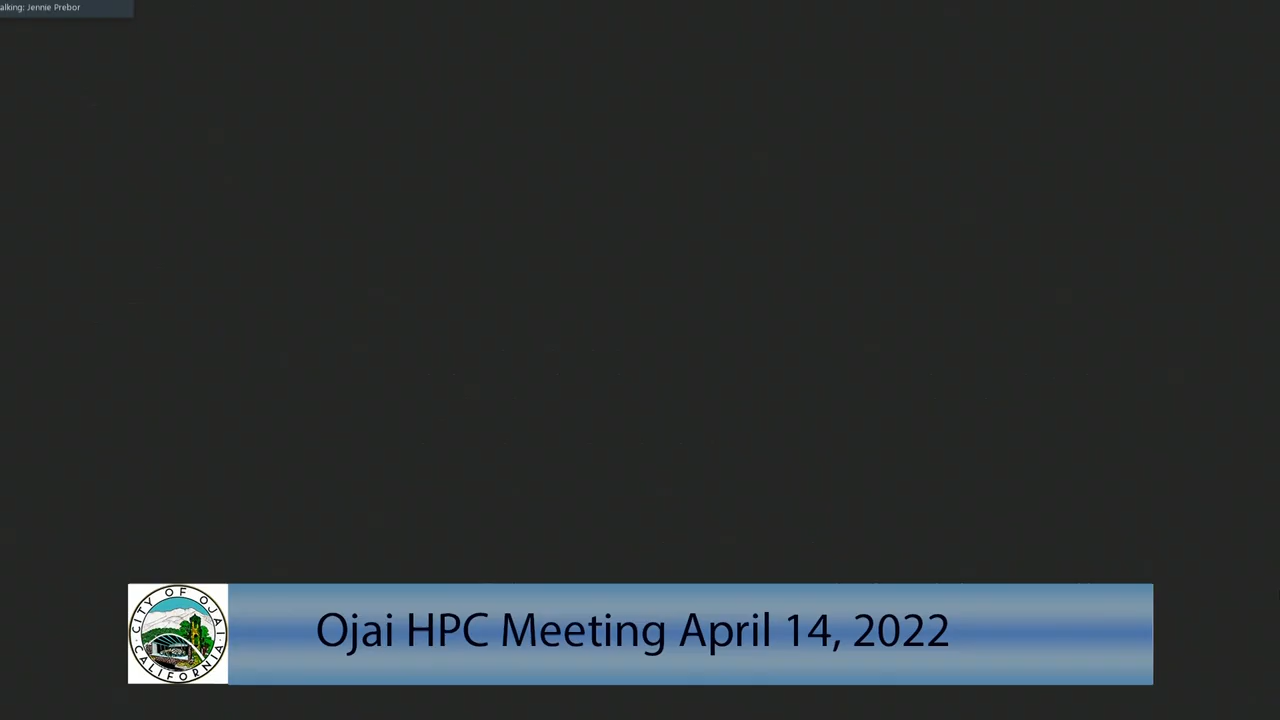 alking: Jennie Prebor
CITY OF OJAI
CALIFORNIA
Ojai HPC Meeting April 14, 2022